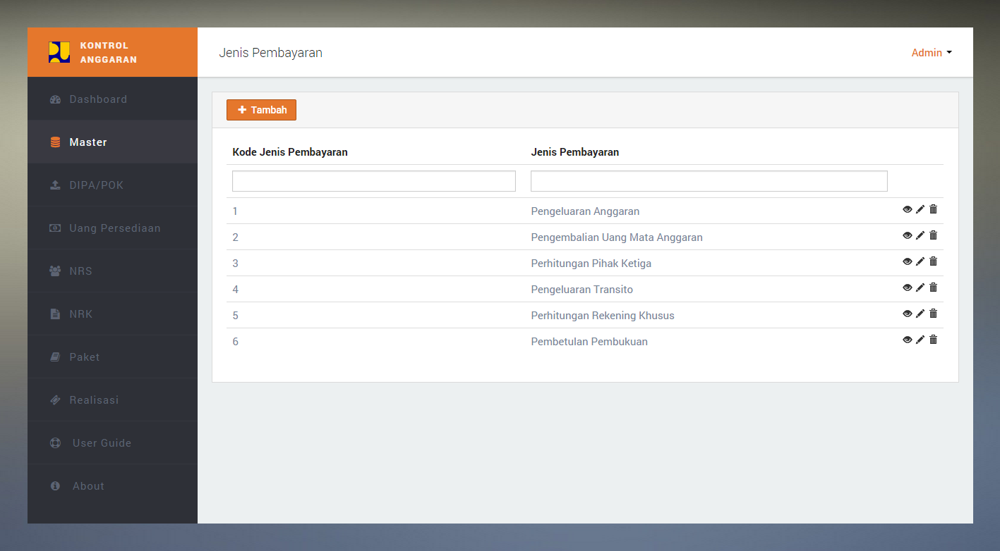 KONTROL
ANGGARAN
Jenis Pembayaran
Admin
Dashboard
Master
DIPA/POK
Uang Persediaan
NRS
NRK
Paket
Realisasi
User Guide
About
Tambah
Kode Jenis Pembayaran Jenis Pembayaran
1 Pengeluaran Anggaran
2 Pengembalian Uang Mata Anggaran
3 Perhitungan Pihak Ketiga
4 Pengeluaran Transito
5 Perhitungan Rekening Khusus
6 Pembetulan Pembukuan